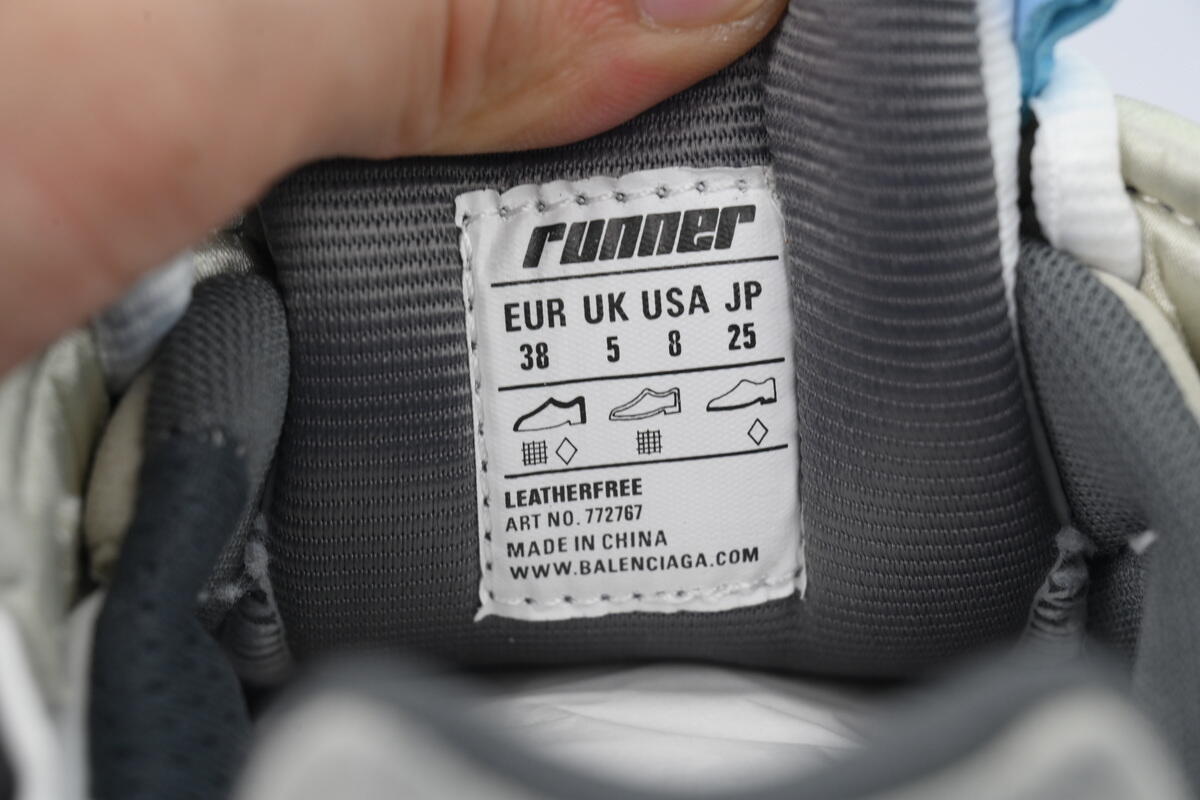 runner
EUR UK USA JP
38 5 8 25
LEATHERFREE
ART NO. 772767
MADE IN CHINA
WWW.BALENCIAGA.COM